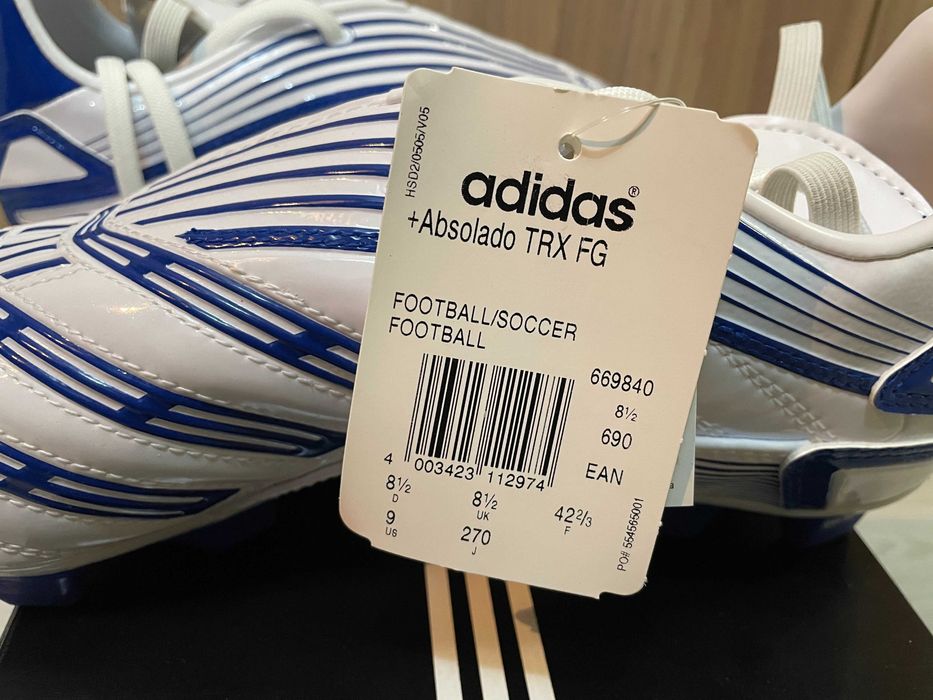 HSD2/0505/V05
adidas®
+Absolado TRX FG
FOOTBALL/SOCCER
FOOTBALL
669840
8½
690
EAN
4 003423 112974
8½ 8½ 42⅔
D UK F
9 270
US J
PO# 554565001